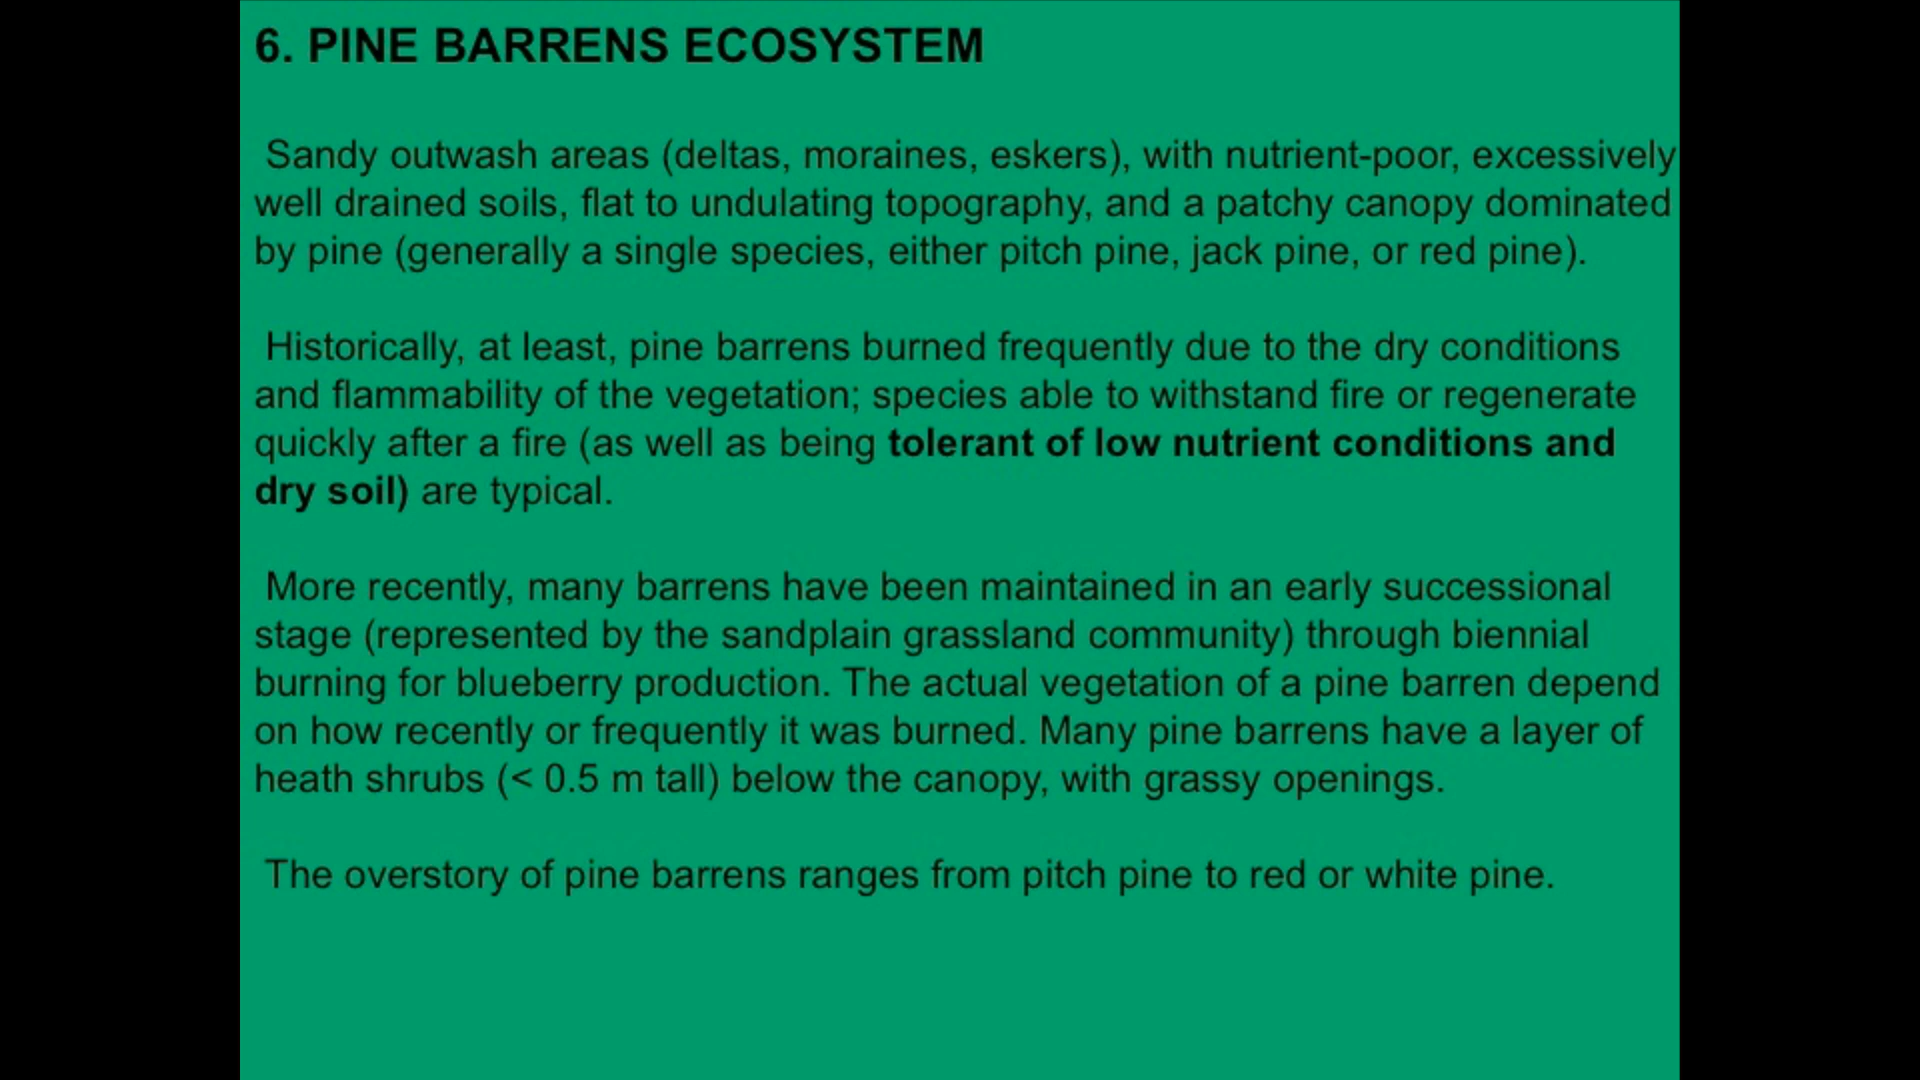 6. PINE BARRENS ECOSYSTEM
Sandy outwash areas (deltas, moraines, eskers), with nutrient-poor, excessively
well drained soils, flat to undulating topography, and a patchy canopy dominated
by pine (generally a single species, either pitch pine, jack pine, or red pine).
Historically, at least, pine barrens burned frequently due to the dry conditions
and flammability of the vegetation; species able to withstand fire or regenerate
quickly after a fire (as well as being tolerant of low nutrient conditions and
dry soil) are typical.
More recently, many barrens have been maintained in an early successional
stage (represented by the sandplain grassland community) through biennial
burning for blueberry production. The actual vegetation of a pine barren depend
on how recently or frequently it was burned. Many pine barrens have a layer of
heath shrubs (< 0.5 m tall) below the canopy, with grassy openings.
The overstory of pine barrens ranges from pitch pine to red or white pine.